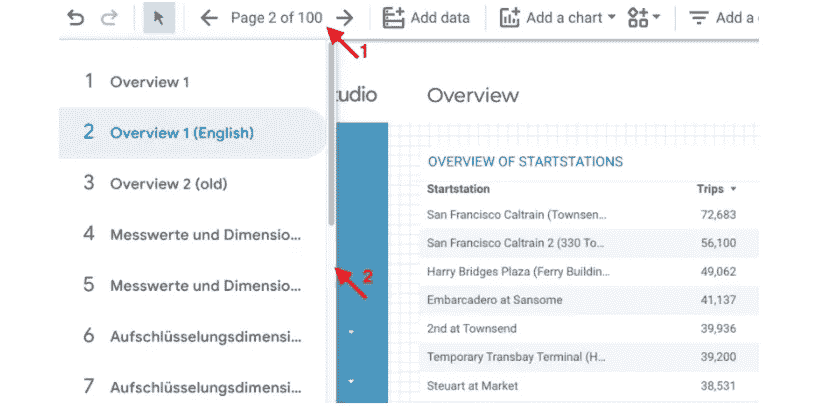 Page 2 of 100 Add data Add a chart Add a
1
1 Overview 1
2 Overview 1 (English)
3 Overview 2 (old)
4 Messwerte und Dimensio...
5 Messwerte und Dimensio...
6 Aufschlüsselungsdimensi...
7 Aufschlüsselungsdimensi...
2
udio Overview
OVERVIEW OF STARTSTATIONS
Startstation Trips
San Francisco Caltrain (Townsen... 72,683
San Francisco Caltrain 2 (330 To... 56,100
Harry Bridges Plaza (Ferry Buildin... 49,062
Embarcadero at Sansome 41,137
2nd at Townsend 39,936
Temporary Transbay Terminal (H... 39,200
Steuart at Market 38,531